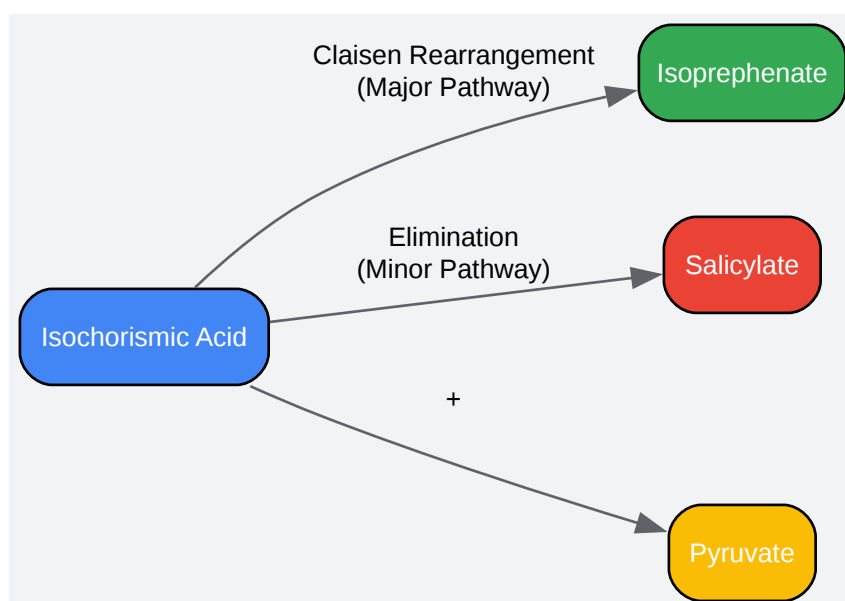 Claisen Rearrangement
(Major Pathway)
Isoprephenate
Elimination
(Minor Pathway)
Salicylate
Isochorismic Acid
+
Pyruvate